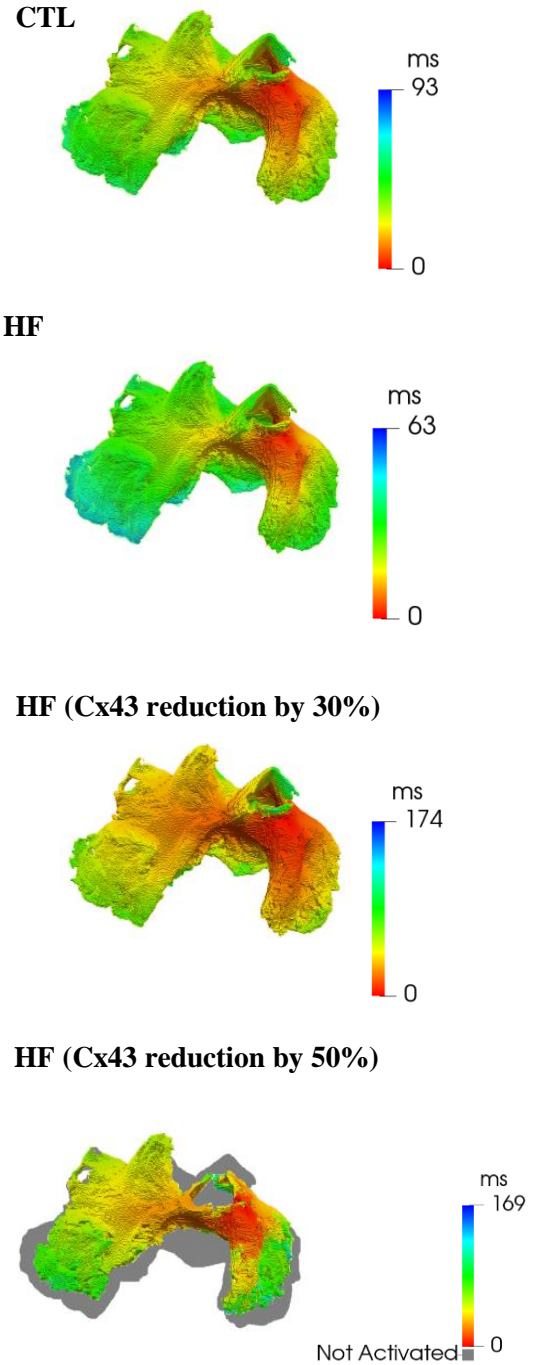 CTL
ms
93
0
HF
ms
63
0
HF (Cx43 reduction by 30%)
ms
174
0
HF (Cx43 reduction by 50%)
ms
169
0
Not Activated